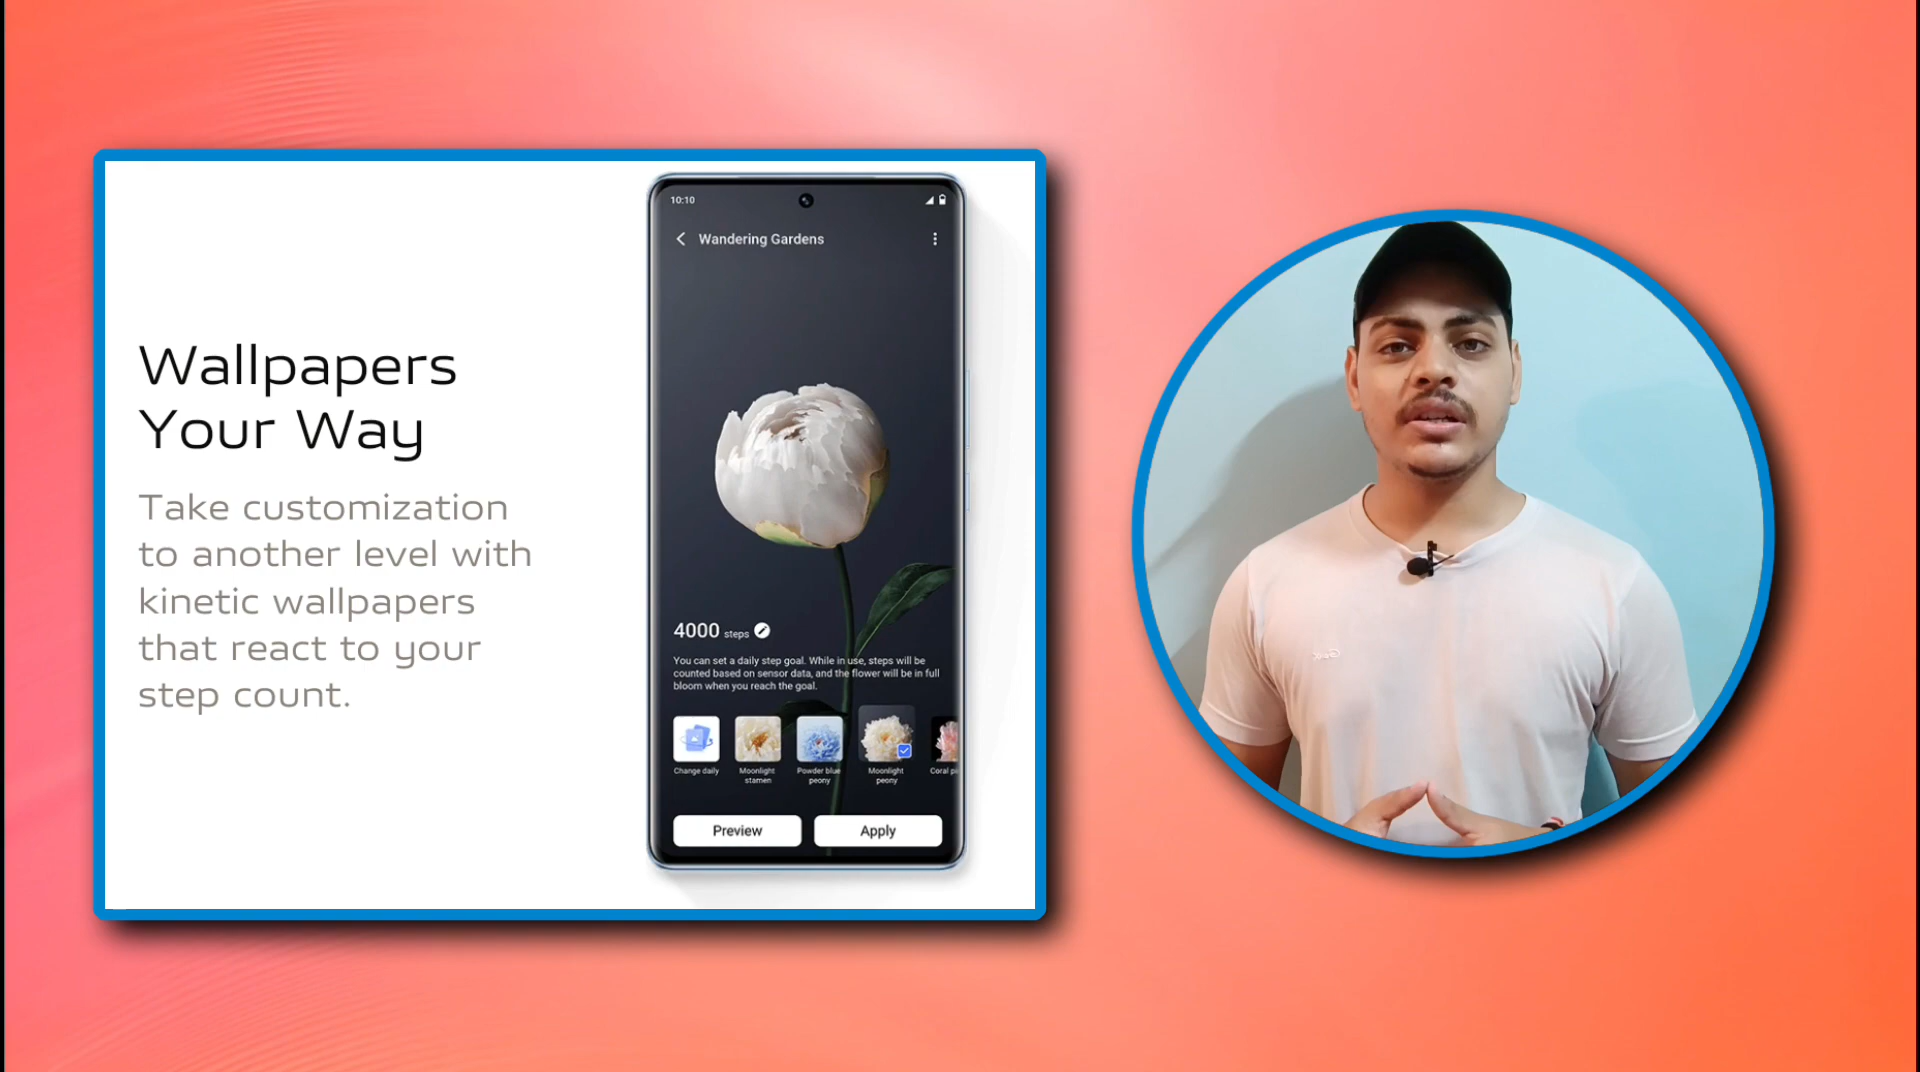 Wallpapers
Your Way
Take customization
to another level with
kinetic wallpapers
that react to your
step count.
10:10
Wandering Gardens
4000 steps
You can set a daily step goal. While in use, steps will be
counted based on sensor data, and the flower will be in full
bloom when you reach the goal.
Change daily
Moonlight
stamen
Powder blue
peony
Moonlight
peony
Coral
Preview
Apply